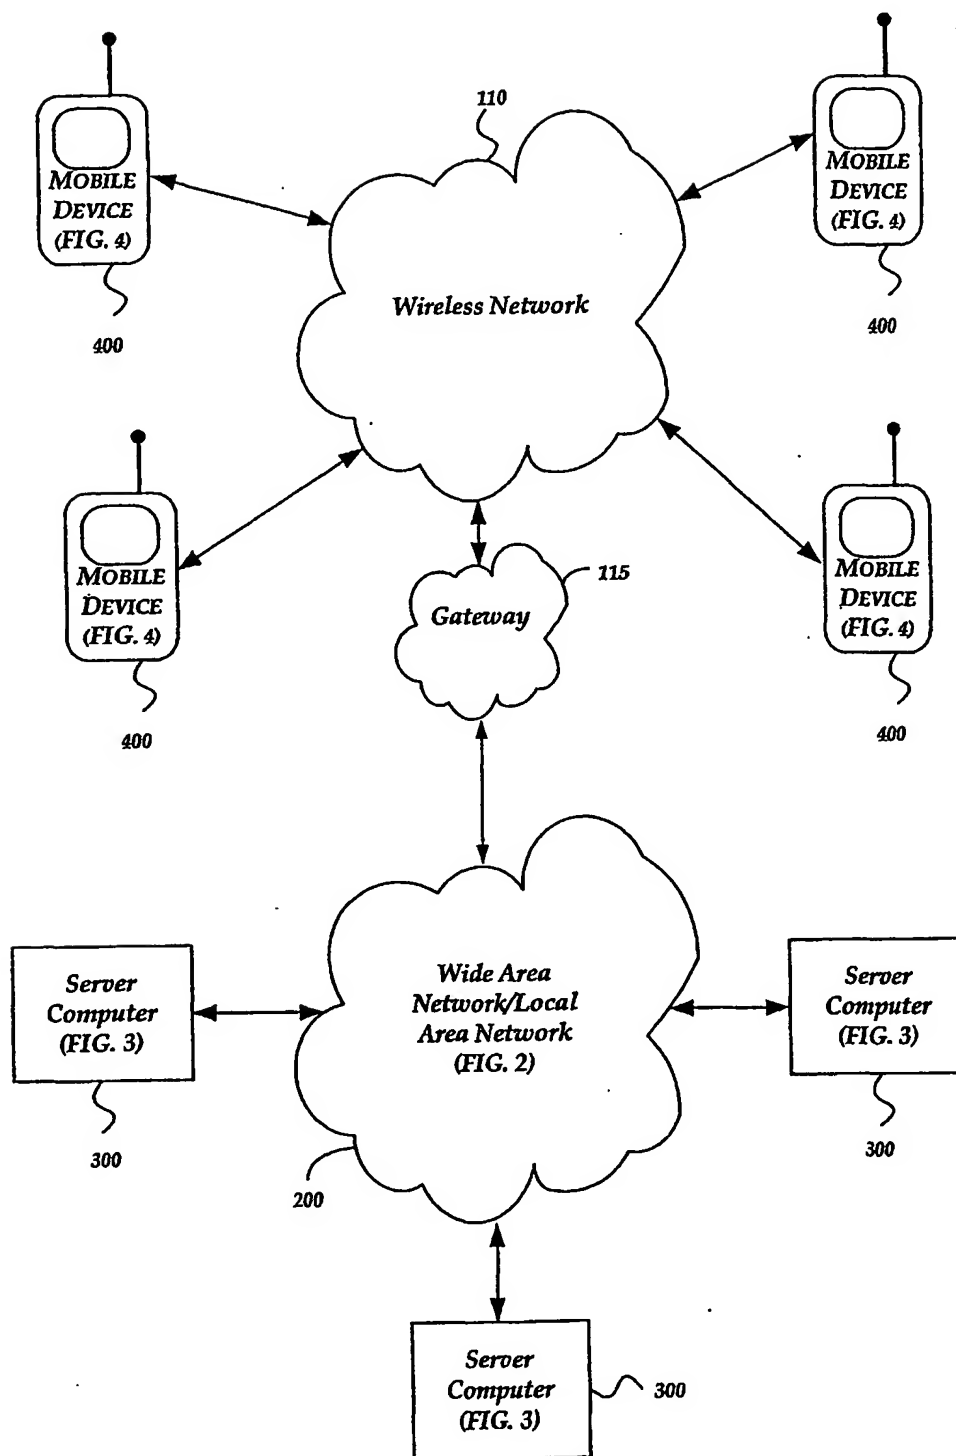 110
MOBILE
DEVICE
(FIG. 4)
400
MOBILE
DEVICE
(FIG. 4)
400
Wireless Network
MOBILE
DEVICE
(FIG. 4)
400
115
Gateway
MOBILE
DEVICE
(FIG. 4)
400
Server
Computer
(FIG. 3)
300
Wide Area
Network/Local
Area Network
(FIG. 2)
200
Server
Computer
(FIG. 3)
300
Server
Computer
(FIG. 3)
300